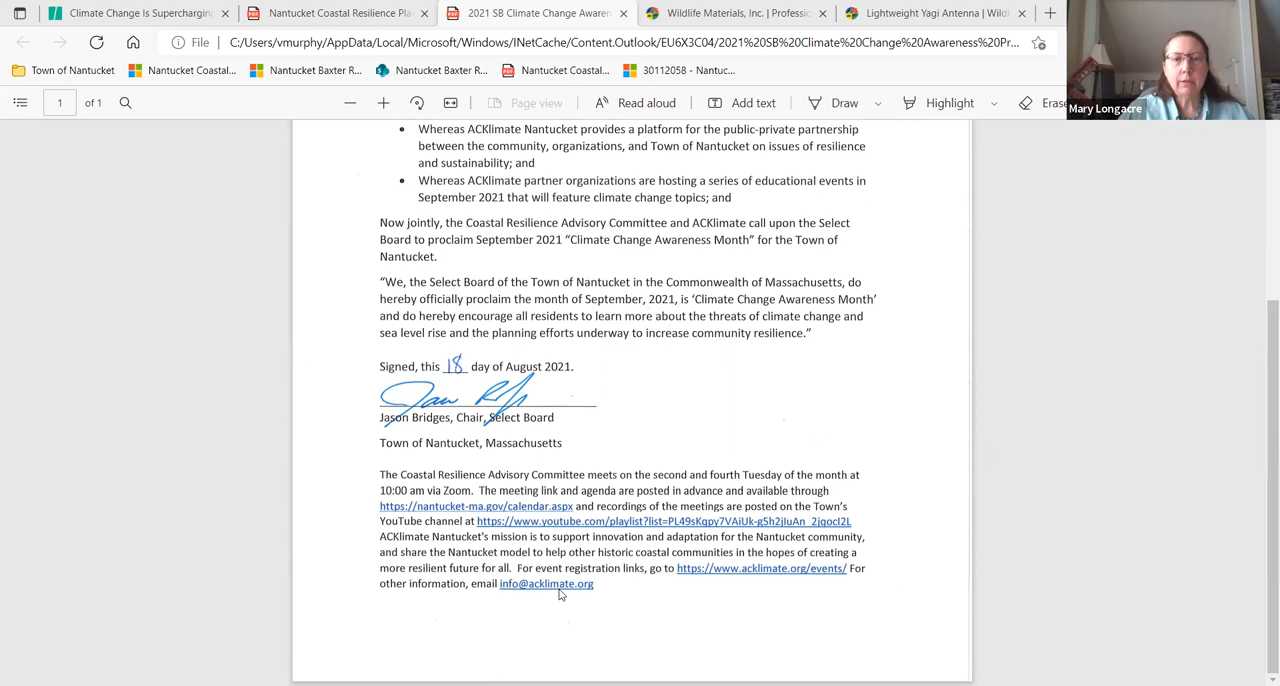 Climate Change Is Supercharging
Nantucket Coastal Resilience Pla
2021 SB Climate Change Awaren
Wildlife Materials, Inc. | Professi
Lightweight Yagi Antenna | Wildl
File
C:/Users/vmurphy/AppData/Local/Microsoft/Windows/INetCache/Content.Outlook/EU6X3C04/2021%20SB%20Climate%20Change%20Awareness%20Pr...
Town of Nantucket
Nantucket Coastal...
Nantucket Baxter R...
Nantucket Baxter R...
Nantucket Coastal...
30112058 - Nantuc...
1 of 1
Page view
Read aloud
Add text
Draw
Highlight
Erase
Mary Longacre
• Whereas ACKlimate Nantucket provides a platform for the public-private partnership
between the community, organizations, and Town of Nantucket on issues of resilience
and sustainability; and
• Whereas ACKlimate partner organizations are hosting a series of educational events in
September 2021 that will feature climate change topics; and
Now jointly, the Coastal Resilience Advisory Committee and ACKlimate call upon the Select
Board to proclaim September 2021 “Climate Change Awareness Month” for the Town of
Nantucket.
“We, the Select Board of the Town of Nantucket in the Commonwealth of Massachusetts, do
hereby officially proclaim the month of September, 2021, is ‘Climate Change Awareness Month’
and do hereby encourage all residents to learn more about the threats of climate change and
sea level rise and the planning efforts underway to increase community resilience.”
Signed, this 18 day of August 2021.
Jason Bridges, Chair, Select Board
Town of Nantucket, Massachusetts
The Coastal Resilience Advisory Committee meets on the second and fourth Tuesday of the month at
10:00 am via Zoom. The meeting link and agenda are posted in advance and available through
https://nantucket-ma.gov/calendar.aspx and recordings of the meetings are posted on the Town’s
YouTube channel at https://www.youtube.com/playlist?list=PL49sKqpy7VAiUk-g5h2jIuAn_2jqocI2L
ACKlimate Nantucket's mission is to support innovation and adaptation for the Nantucket community,
and share the Nantucket model to help other historic coastal communities in the hopes of creating a
more resilient future for all. For event registration links, go to https://www.acklimate.org/events/ For
other information, email info@acklimate.org